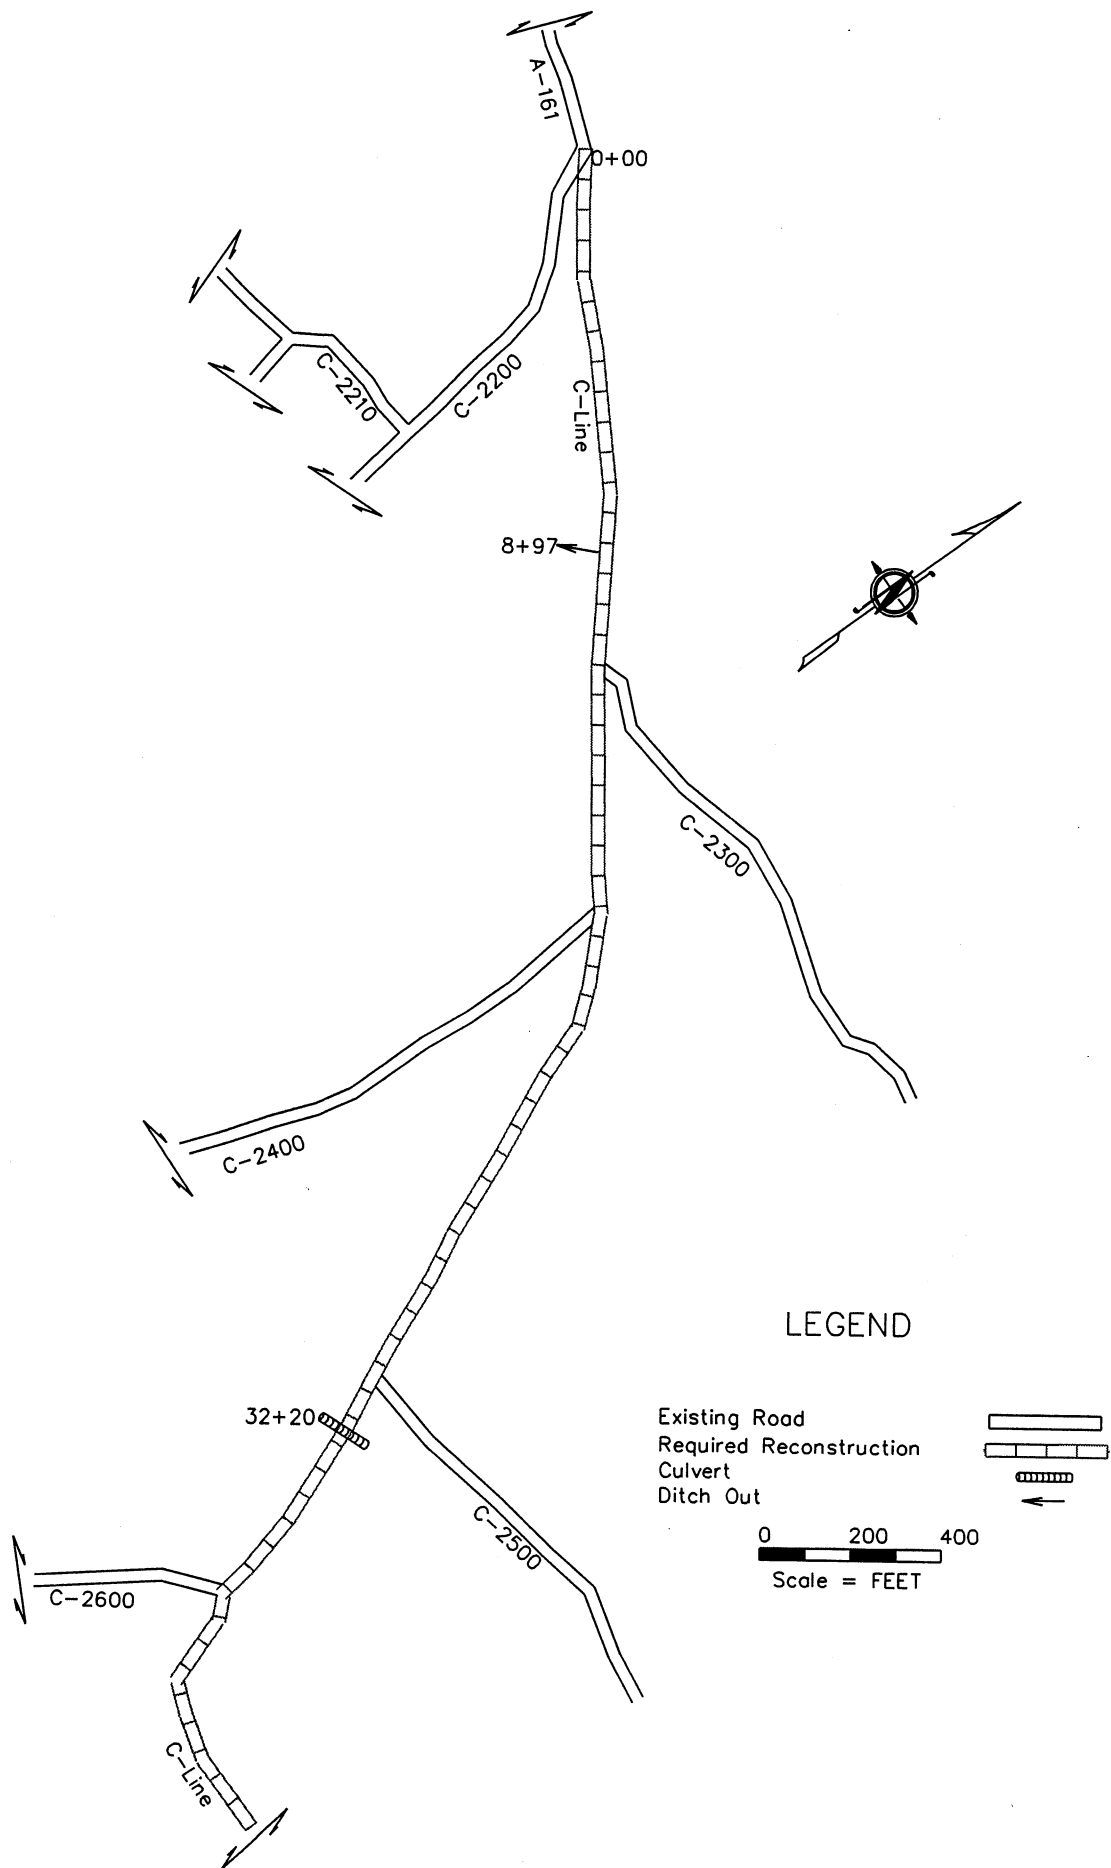 A-161
0+00
C-2210
C-2200
C-Line
8+97
C-2300
C-2400
LEGEND
Existing Road
Required Reconstruction
Culvert
Ditch Out
0 200 400
Scale = FEET
32+20
C-2500
C-2600
C-Line